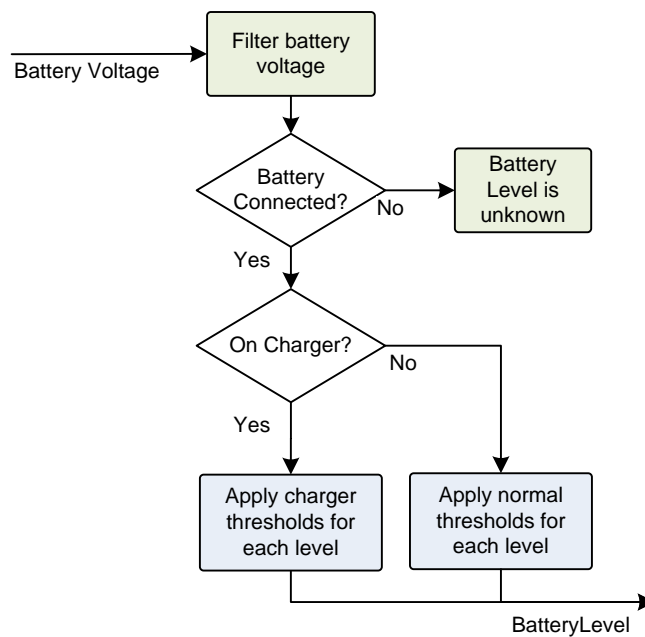 Filter battery
voltage
Battery Voltage
Battery
Connected?
No
Battery
Level is
unknown
Yes
On Charger?
No
Yes
Apply charger
thresholds for
each level
Apply normal
thresholds for
each level
BatteryLevel